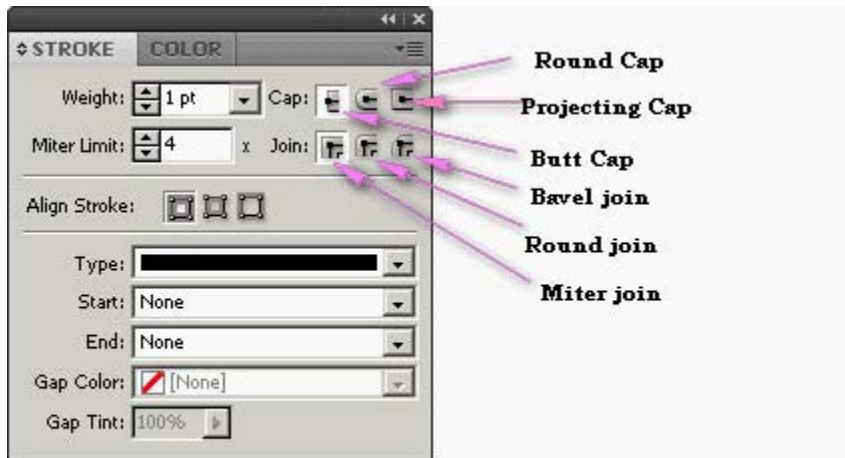 STROKE COLOR
Weight: 1 pt Cap:
Miter Limit: 4 x Join:
Align Stroke:
Type:
Start: None
End: None
Gap Color: [None]
Gap Tint: 100%
Round Cap
Projecting Cap
Butt Cap
Bavel join
Round join
Miter join